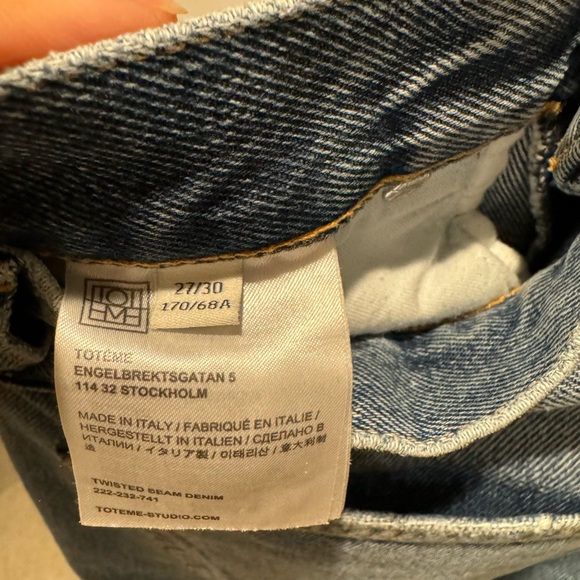 TOT
EME
27/30
170/68A
TOTEME
ENGELBREKTSGATAN 5
114 32 STOCKHOLM
MADE IN ITALY / FABRIQUÉ EN ITALIE /
HERGESTELLT IN ITALIEN / СДЕЛАНО В
ИТАЛИИ / イタリア製 / 이태리산 / 意大利制
造
TWISTED SEAM DENIM
222-232-741
TOTEME-STUDIO.COM